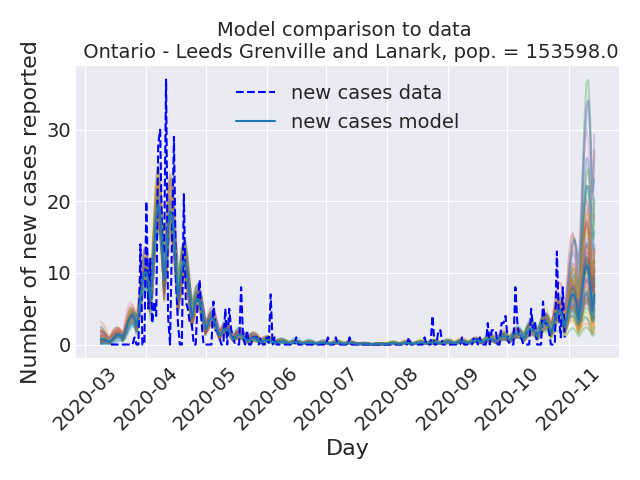 Model comparison to data
Ontario - Leeds Grenville and Lanark, pop. = 153598.0
Number of new cases reported
30
20
10
0
new cases data
new cases model
2020-03
2020-04
2020-05
2020-06
2020-07
2020-08
2020-09
2020-10
2020-11
Day